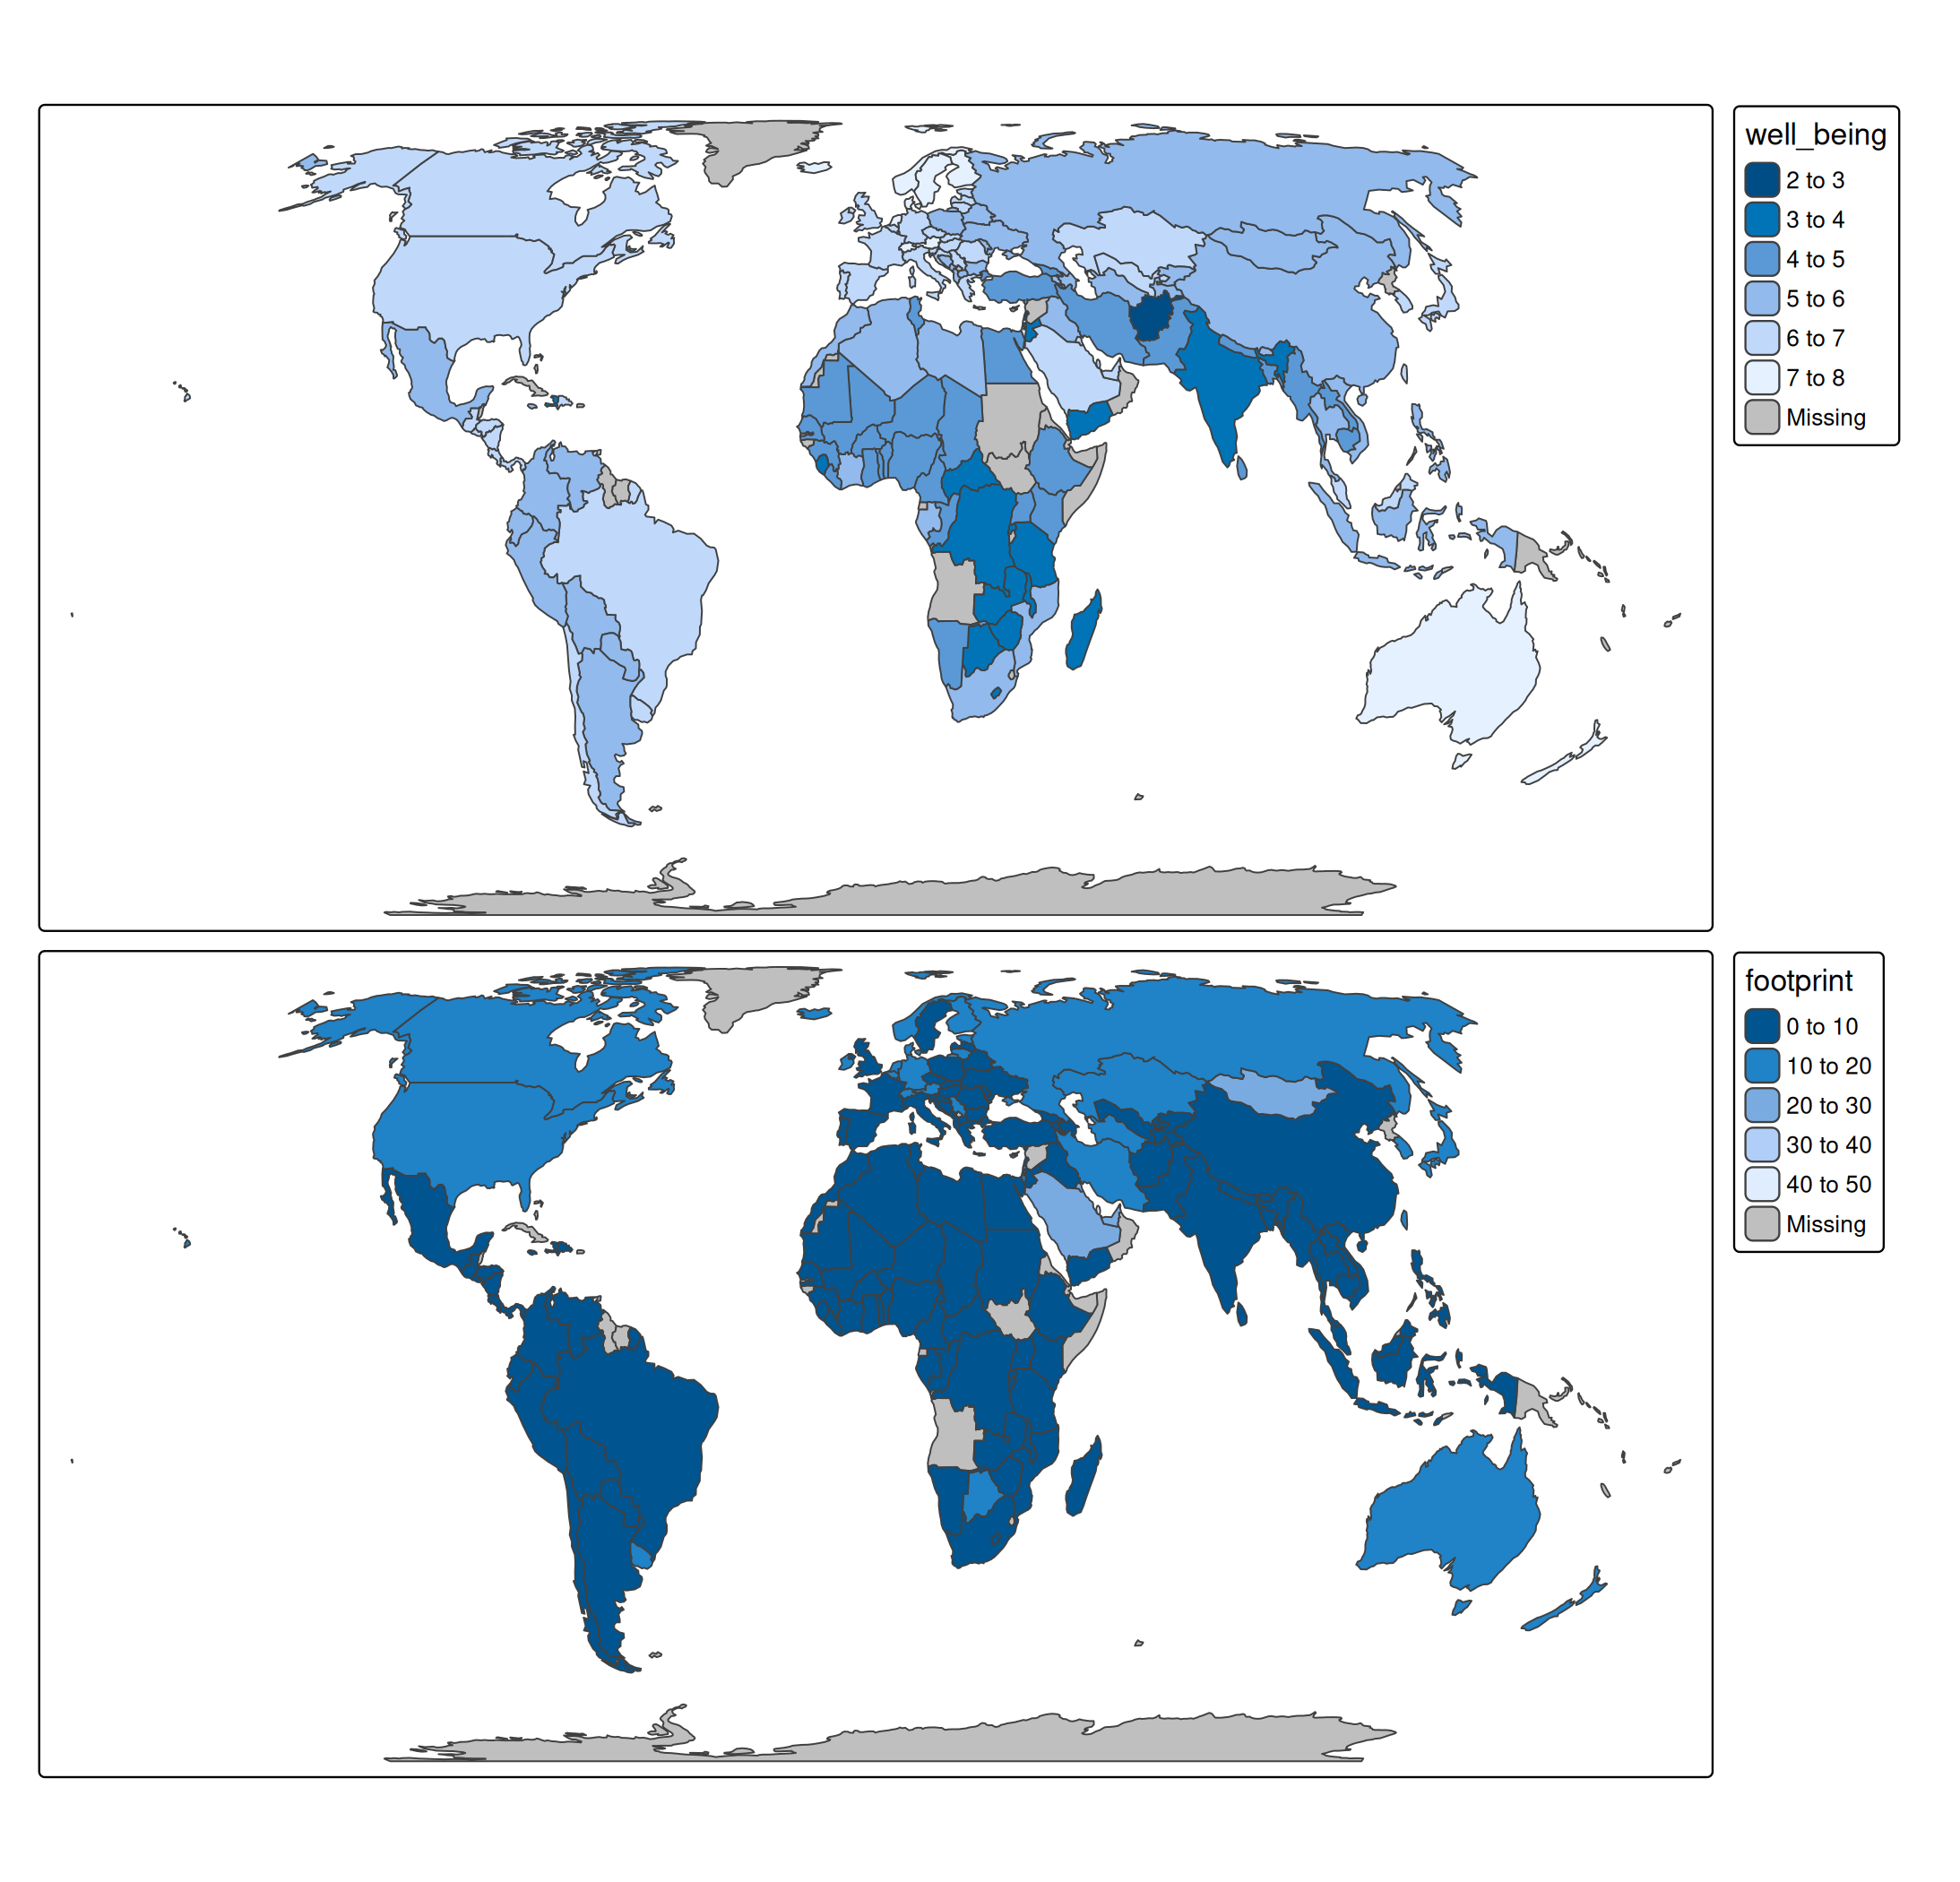 well_being
2 to 3
3 to 4
4 to 5
5 to 6
6 to 7
7 to 8
Missing
footprint
0 to 10
10 to 20
20 to 30
30 to 40
40 to 50
Missing